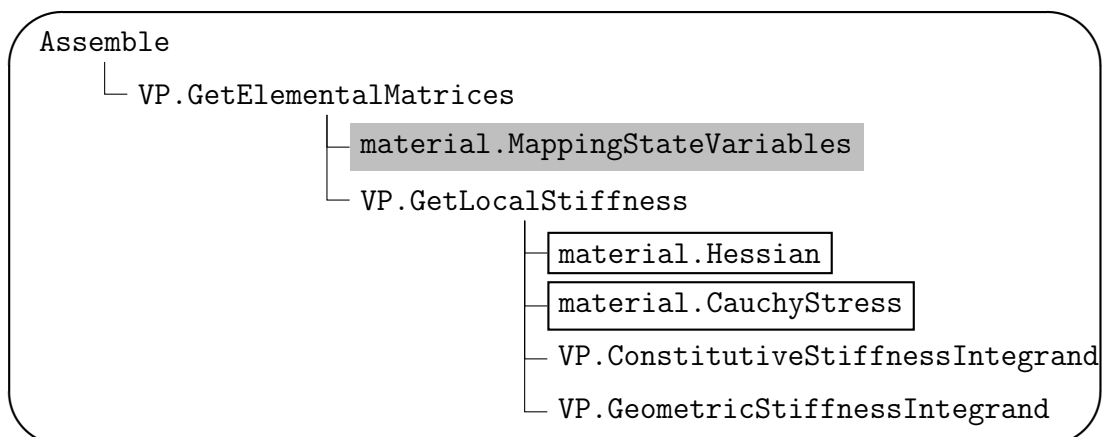 Assemble
VP.GetElementalMatrices
material.MappingStateVariables
VP.GetLocalStiffness
material.Hessian
material.CauchyStress
VP.ConstitutiveStiffnessIntegrand
VP.GeometricStiffnessIntegrand